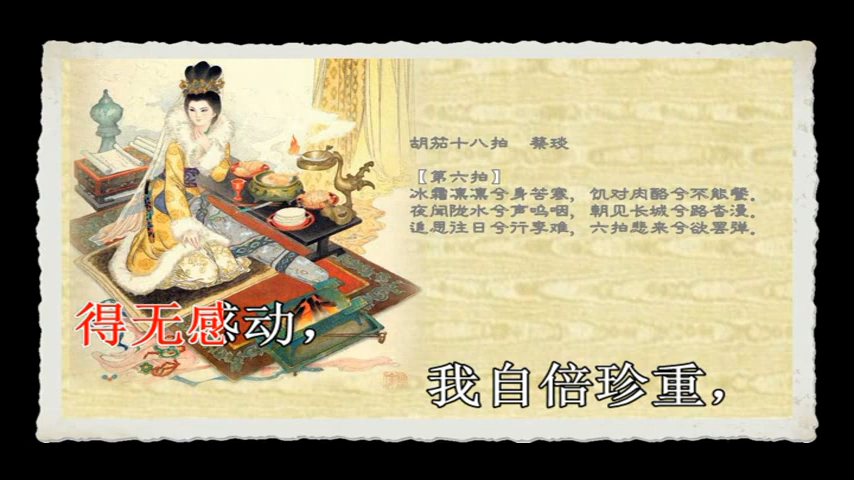 胡笳十八拍 蔡琰
【第六拍】
冰霜凛凛兮身苦寒，饥对肉酪兮不能餐。
夜闻陇水兮声呜咽，朝见长城兮路杳漫。
追思往日兮行李难，六拍悲来兮欲罢弹。
得无感动，
我自倍珍重，